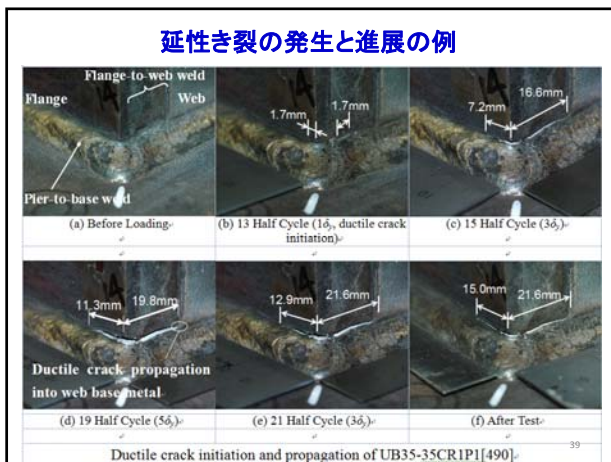 延性き裂の発生と進展の例
Flange-to-web weld
Flange
Web
Pier-to-base weld
(a) Before Loading
1.7mm
1.7mm
(b) 13 Half Cycle (1δy, ductile crack
initiation)
7.2mm
16.6mm
(c) 15 Half Cycle (3δy)
11.3mm
19.8mm
Ductile crack propagation
into web base metal
(d) 19 Half Cycle (5δy)
12.9mm
21.6mm
(e) 21 Half Cycle (3δy)
15.0mm
21.6mm
(f) After Test
Ductile crack initiation and propagation of UB35-35CR1P1[490]
39